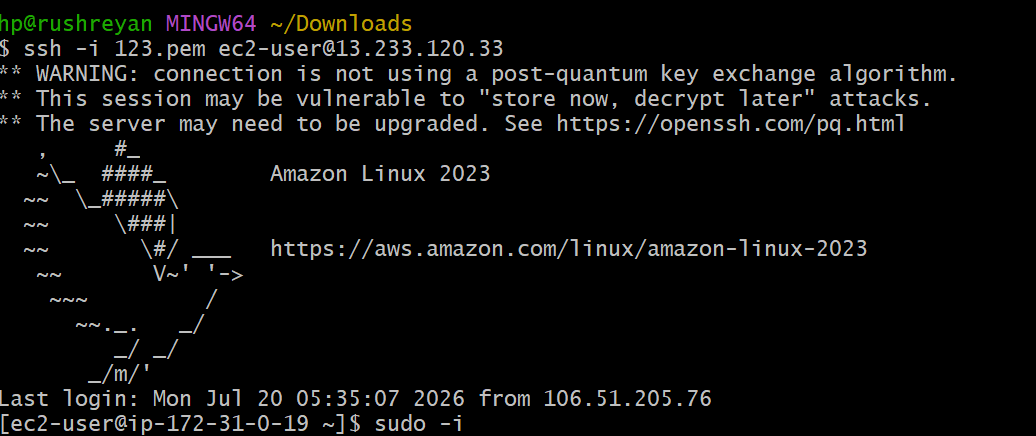 hp@rushreyan MINGW64 ~/Downloads
$ ssh -i 123.pem ec2-user@13.233.120.33
** WARNING: connection is not using a post-quantum key exchange algorithm.
** This session may be vulnerable to "store now, decrypt later" attacks.
** The server may need to be upgraded. See https://openssh.com/pq.html
   ,     #_
   ~\_  ####_        Amazon Linux 2023
  ~~  \_#####\
  ~~     \###|
  ~~       \#/ ___   https://aws.amazon.com/linux/amazon-linux-2023
   ~~       V~' '->
    ~~~         /
      ~~._.   _/
         _/ _/
       _/m/'
Last login: Mon Jul 20 05:35:07 2026 from 106.51.205.76
[ec2-user@ip-172-31-0-19 ~]$ sudo -i